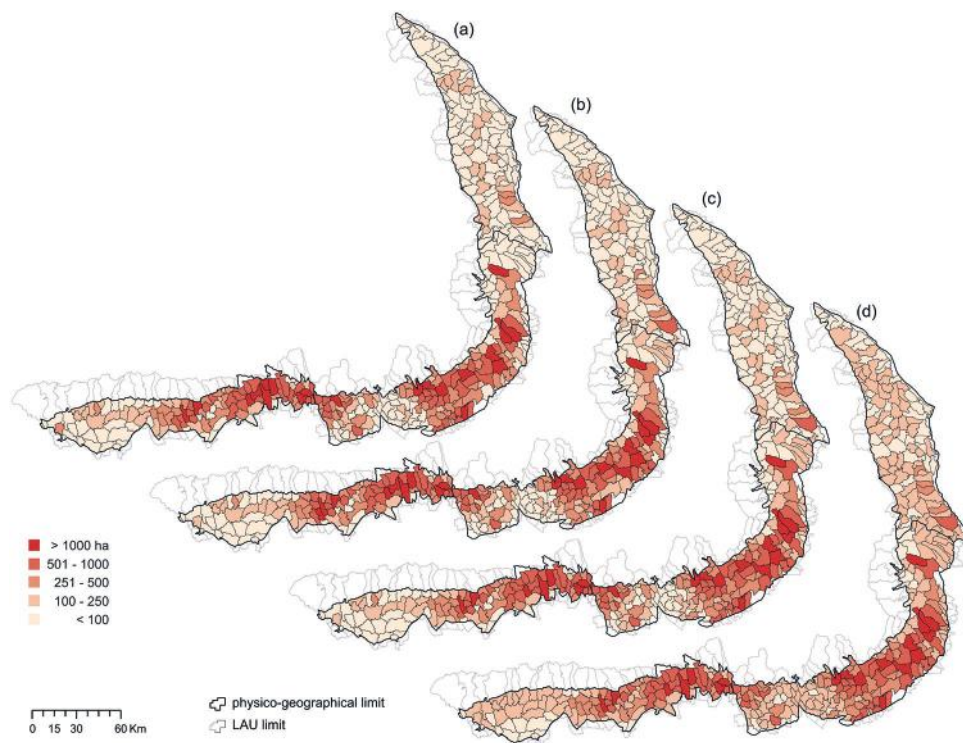 (a)
(b)
(c)
(d)
> 1000 ha
501 - 1000
251 - 500
100 - 250
< 100
0 15 30 60 Km
physico-geographical limit
LAU limit